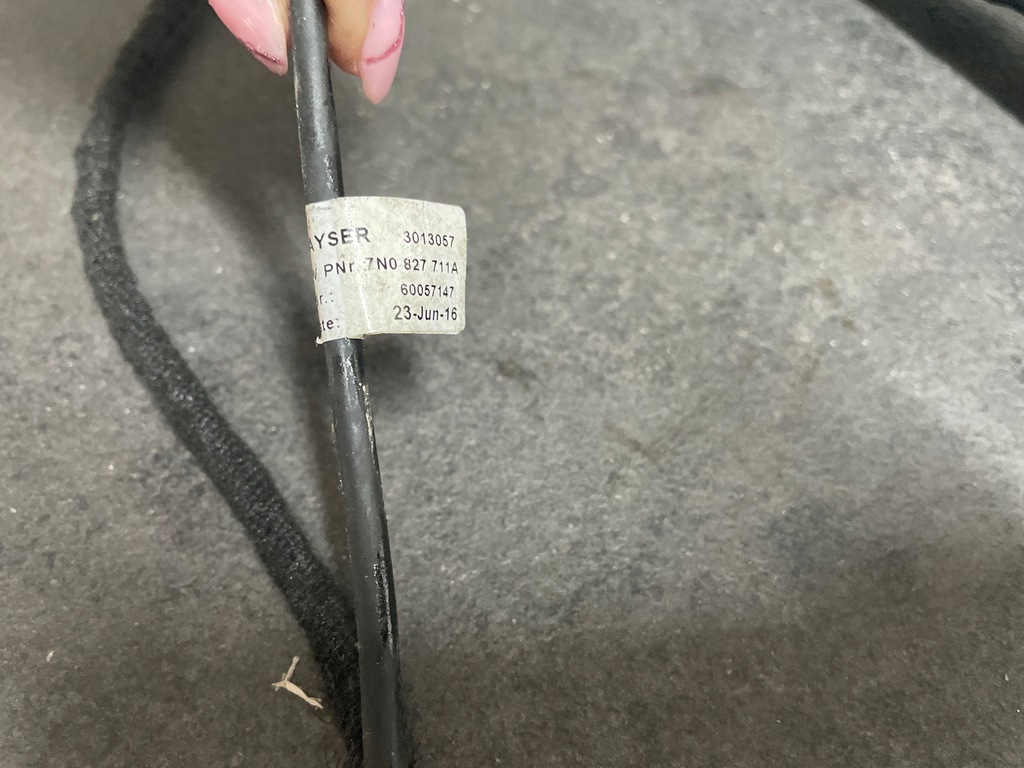 AYSER 3013057
PNr.:7N0 827 711A
r.: 60057147
te: 23-Jun-16